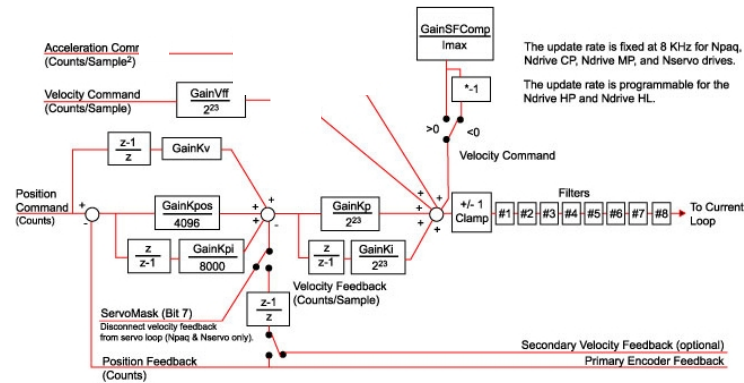 GainSFComp
Imax
The update rate is fixed at 8 KHz for Npaq,
Ndrive CP, Ndrive MP, and Nservo drives.
The update rate is programmable for the
Ndrive HP and Ndrive HL.
*-1
>0
<0
Velocity Command
Acceleration Comr
(Counts/Sample²)
Velocity Command
(Counts/Sample)
GainVff
2²³
z-1
z
GainKv
Position
Command
(Counts)
+
-
GainKpos
4096
z
z-1
GainKpi
8000
+
+
+
-
GainKp
2²³
z
z-1
GainKi
2²³
+
+
+
+
+
+
+/- 1
Clamp
Filters
#1
#2
#3
#4
#5
#6
#7
#8
To Current
Loop
Velocity Feedback
(Counts/Sample)
z-1
z
ServoMask (Bit 7)
Disconnect velocity feedback
from servo loop (Npaq & Nservo only).
Secondary Velocity Feedback (optional)
Position Feedback
(Counts)
Primary Encoder Feedback